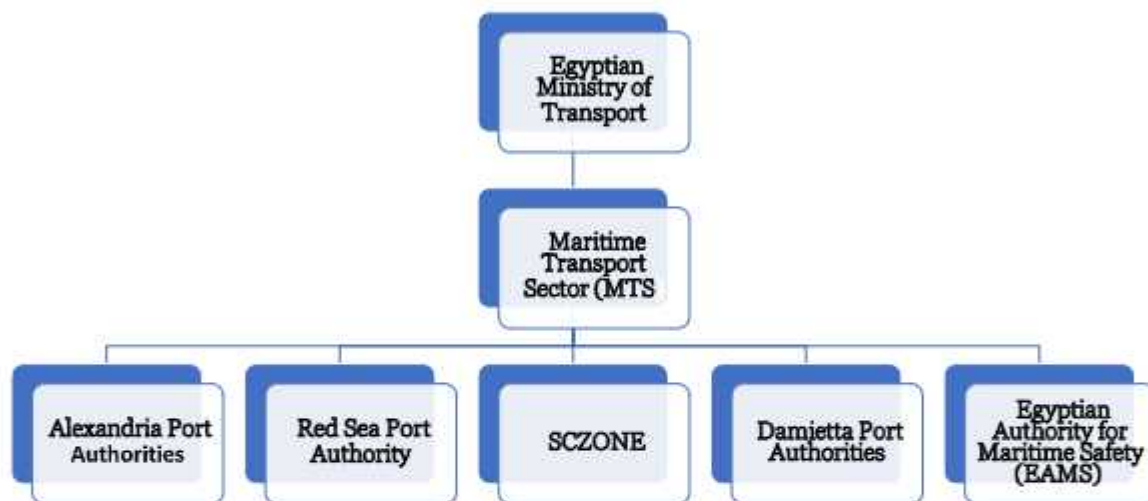 Egyptian
Ministry of
Transport
Maritime
Transport
Sector (MTS
Alexandria Port
Authorities
Red Sea Port
Authority
SCZONE
Damietta Port
Authorities
Egyptian
Authority for
Maritime Safety
(EAMS)